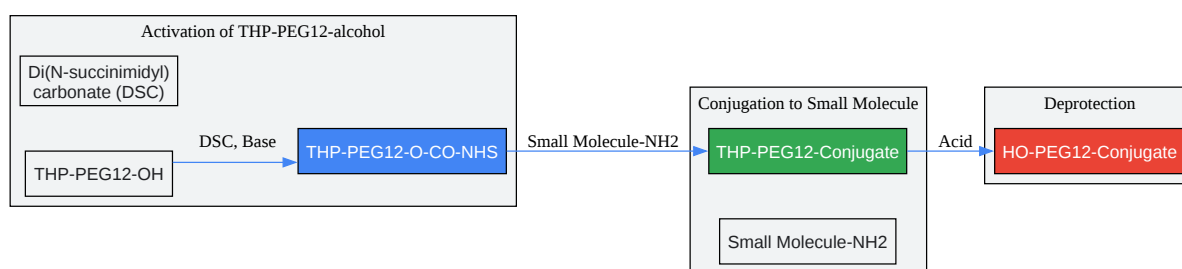 Activation of THP-PEG12-alcohol
Di(N-succinimidyl)
carbonate (DSC)
THP-PEG12-OH
DSC, Base
THP-PEG12-O-CO-NHS
Small Molecule-NH2
Conjugation to Small Molecule
THP-PEG12-Conjugate
Small Molecule-NH2
Acid
Deprotection
HO-PEG12-Conjugate